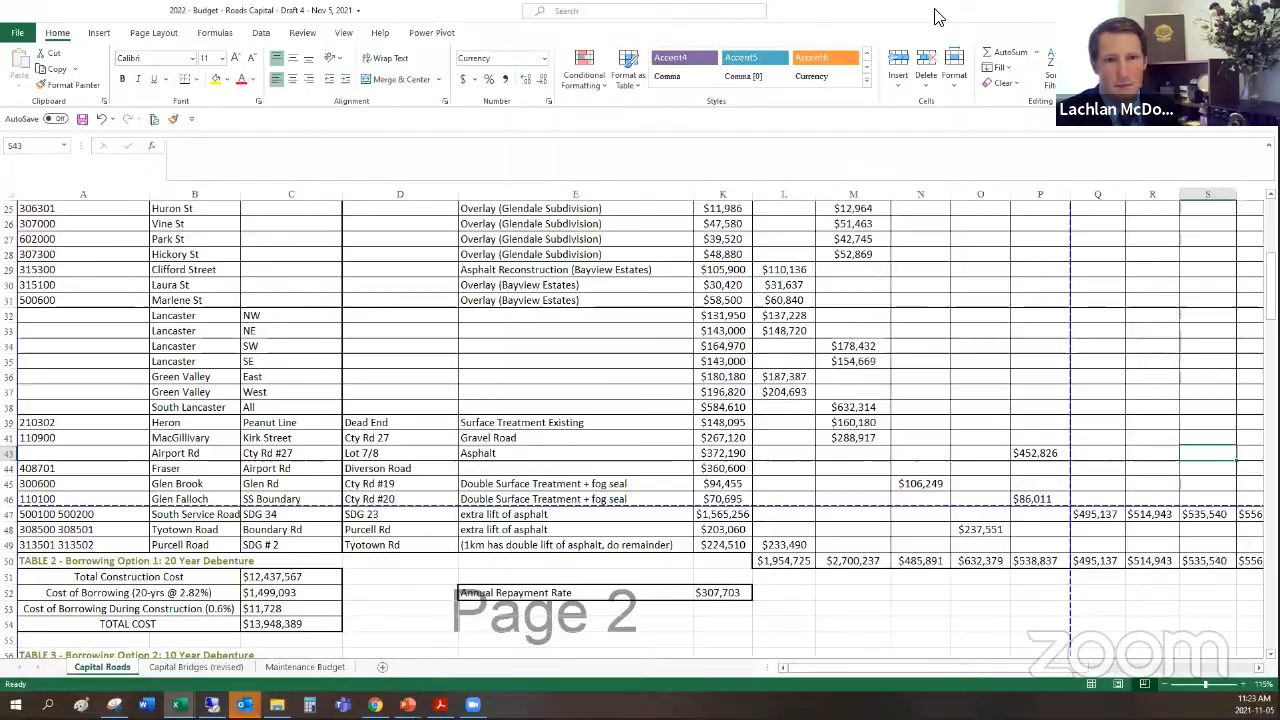 2022 - Budget - Roads Capital - Draft 4 - Nov 5, 2021
Search
File Home Insert Page Layout Formulas Data Review View Help Power Pivot
Cut
Copy
Format Painter
Paste
Calibri 11
B I U
Wrap Text
Merge & Center
Currency
$ % ,
Conditional Formatting
Format as Table
Accent4 Accent5 Accent6
Comma Comma [0] Currency
Insert Delete Format
AutoSum
Fill
Clear
Clipboard Font Alignment Number Styles Cells Editing
Lachlan McDo...
AutoSave Off
S43
fx
A B C D E K L M N O P Q R S
25 306301 Huron St Overlay (Glendale Subdivision) $11,986 $12,964
26 307000 Vine St Overlay (Glendale Subdivision) $47,580 $51,463
27 602000 Park St Overlay (Glendale Subdivision) $39,520 $42,745
28 307300 Hickory St Overlay (Glendale Subdivision) $48,880 $52,869
29 315300 Clifford Street Asphalt Reconstruction (Bayview Estates) $105,900 $110,136
30 315100 Laura St Overlay (Bayview Estates) $30,420 $31,637
31 500600 Marlene St Overlay (Bayview Estates) $58,500 $60,840
32 Lancaster NW $131,950 $137,228
33 Lancaster NE $143,000 $148,720
34 Lancaster SW $164,970 $178,432
35 Lancaster SE $143,000 $154,669
36 Green Valley East $180,180 $187,387
37 Green Valley West $196,820 $204,693
38 South Lancaster All $584,610 $632,314
39 210302 Heron Peanut Line Dead End Surface Treatment Existing $148,095 $160,180
41 110900 MacGillivary Kirk Street Cty Rd 27 Gravel Road $267,120 $288,917
43 Airport Rd Cty Rd #27 Lot 7/8 Asphalt $372,190 $452,826
44 408701 Fraser Airport Rd Diverson Road $360,600
45 300600 Glen Brook Glen Rd Cty Rd #19 Double Surface Treatment + fog seal $94,455 $106,249
46 110100 Glen Falloch SS Boundary Cty Rd #20 Double Surface Treatment + fog seal $70,695 $86,011
47 500100 500200 South Service Road SDG 34 SDG 23 extra lift of asphalt $1,565,256 $495,137 $514,943 $535,540 $556
48 308500 308501 Tyotown Road Boundary Rd Purcell Rd extra lift of asphalt $203,060 $237,551
49 313501 313502 Purcell Road SDG # 2 Tyotown Rd (1km has double lift of asphalt, do remainder) $224,510 $233,490
50 TABLE 2 - Borrowing Option 1: 20 Year Debenture $1,954,725 $2,700,237 $485,891 $632,379 $538,837 $495,137 $514,943 $535,540 $556
51 Total Construction Cost $12,437,567
52 Cost of Borrowing (20-yrs @ 2.82%) $1,499,093 Annual Repayment Rate $307,703
53 Cost of Borrowing During Construction (0.6%) $11,728
54 TOTAL COST $13,948,389
55
56 TABLE 3 - Borrowing Option 2: 10 Year Debenture
Page 2
zoom
Capital Roads Capital Bridges (revised) Maintenance Budget
Ready
115%
11:23 AM
2021-11-05